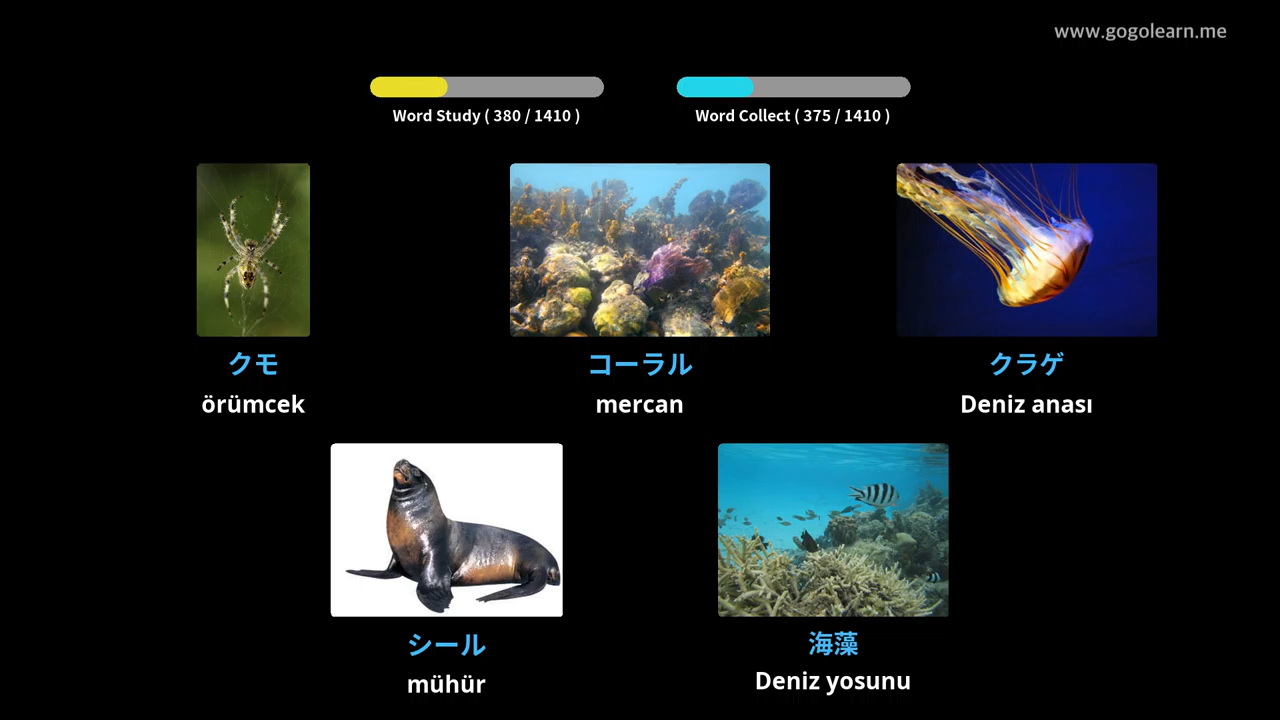 www.gogolearn.me
Word Study ( 380 / 1410 )
Word Collect ( 375 / 1410 )
クモ
örümcek
コーラル
mercan
クラゲ
Deniz anası
シール
mühür
海藻
Deniz yosunu